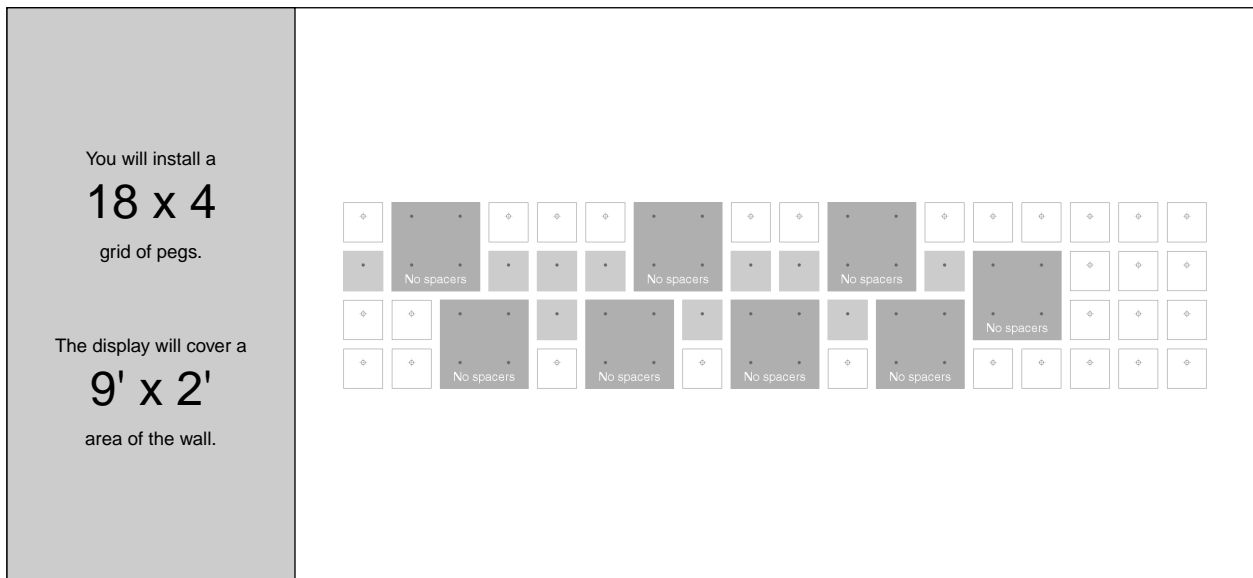 You will install a
18 x 4
grid of pegs.
The display will cover a
9' x 2'
area of the wall.
No spacers
No spacers
No spacers
No spacers
No spacers
No spacers
No spacers
No spacers